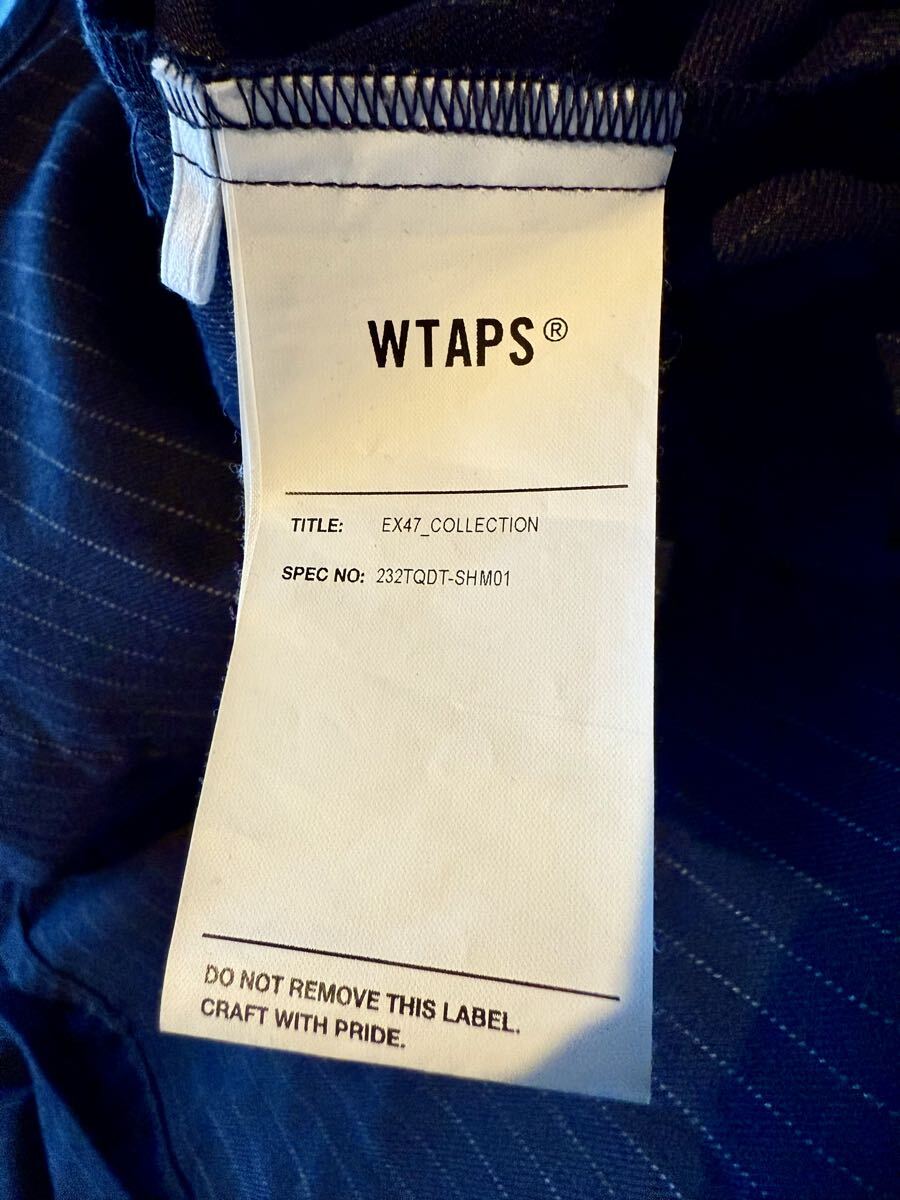 WTAPS®
TITLE: EX47_COLLECTION
SPEC NO: 232TQDT-SHM01
DO NOT REMOVE THIS LABEL.
CRAFT WITH PRIDE.